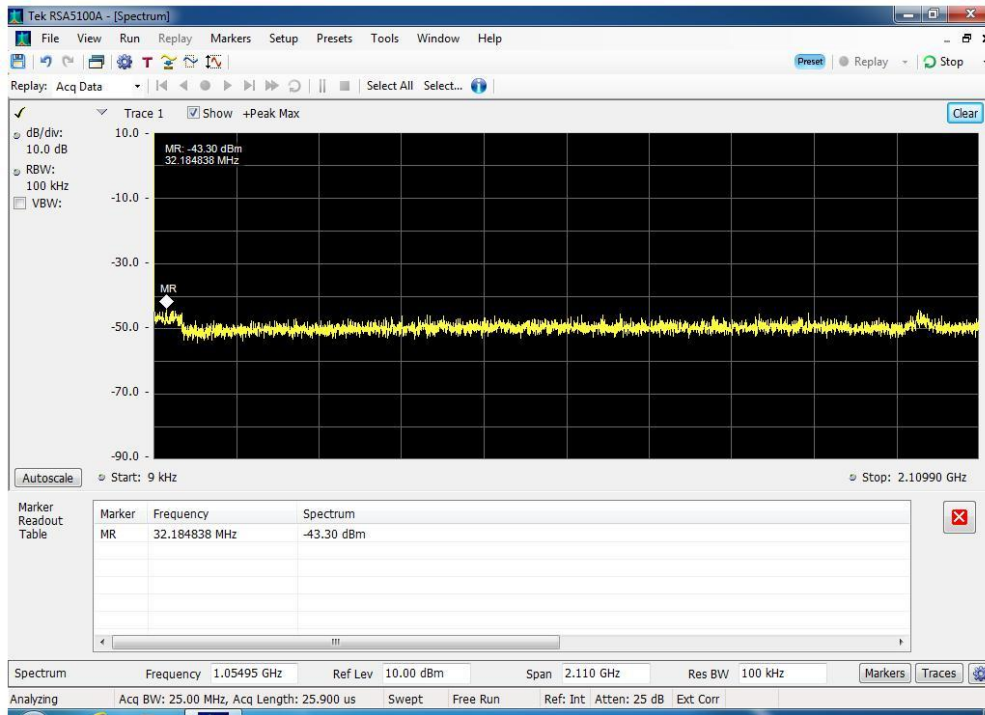 Tek RSA5100A - [Spectrum]
File View Run Replay Markers Setup Presets Tools Window Help
Preset Replay Stop
Replay: Acq Data Select All Select...
Trace 1 Show +Peak Max Clear
dB/div:
10.0 dB
RBW:
100 kHz
VBW:
10.0
MR: -43.30 dBm
32.184838 MHz
-10.0
-30.0
MR
-50.0
-70.0
-90.0
Autoscale Start: 9 kHz Stop: 2.10990 GHz
Marker
Readout
Table
Marker Frequency Spectrum
MR 32.184838 MHz -43.30 dBm
Spectrum Frequency 1.05495 GHz Ref Lev 10.00 dBm Span 2.110 GHz Res BW 100 kHz Markers Traces
Analyzing Acq BW: 25.00 MHz, Acq Length: 25.900 us Swept Free Run Ref: Int Atten: 25 dB Ext Corr